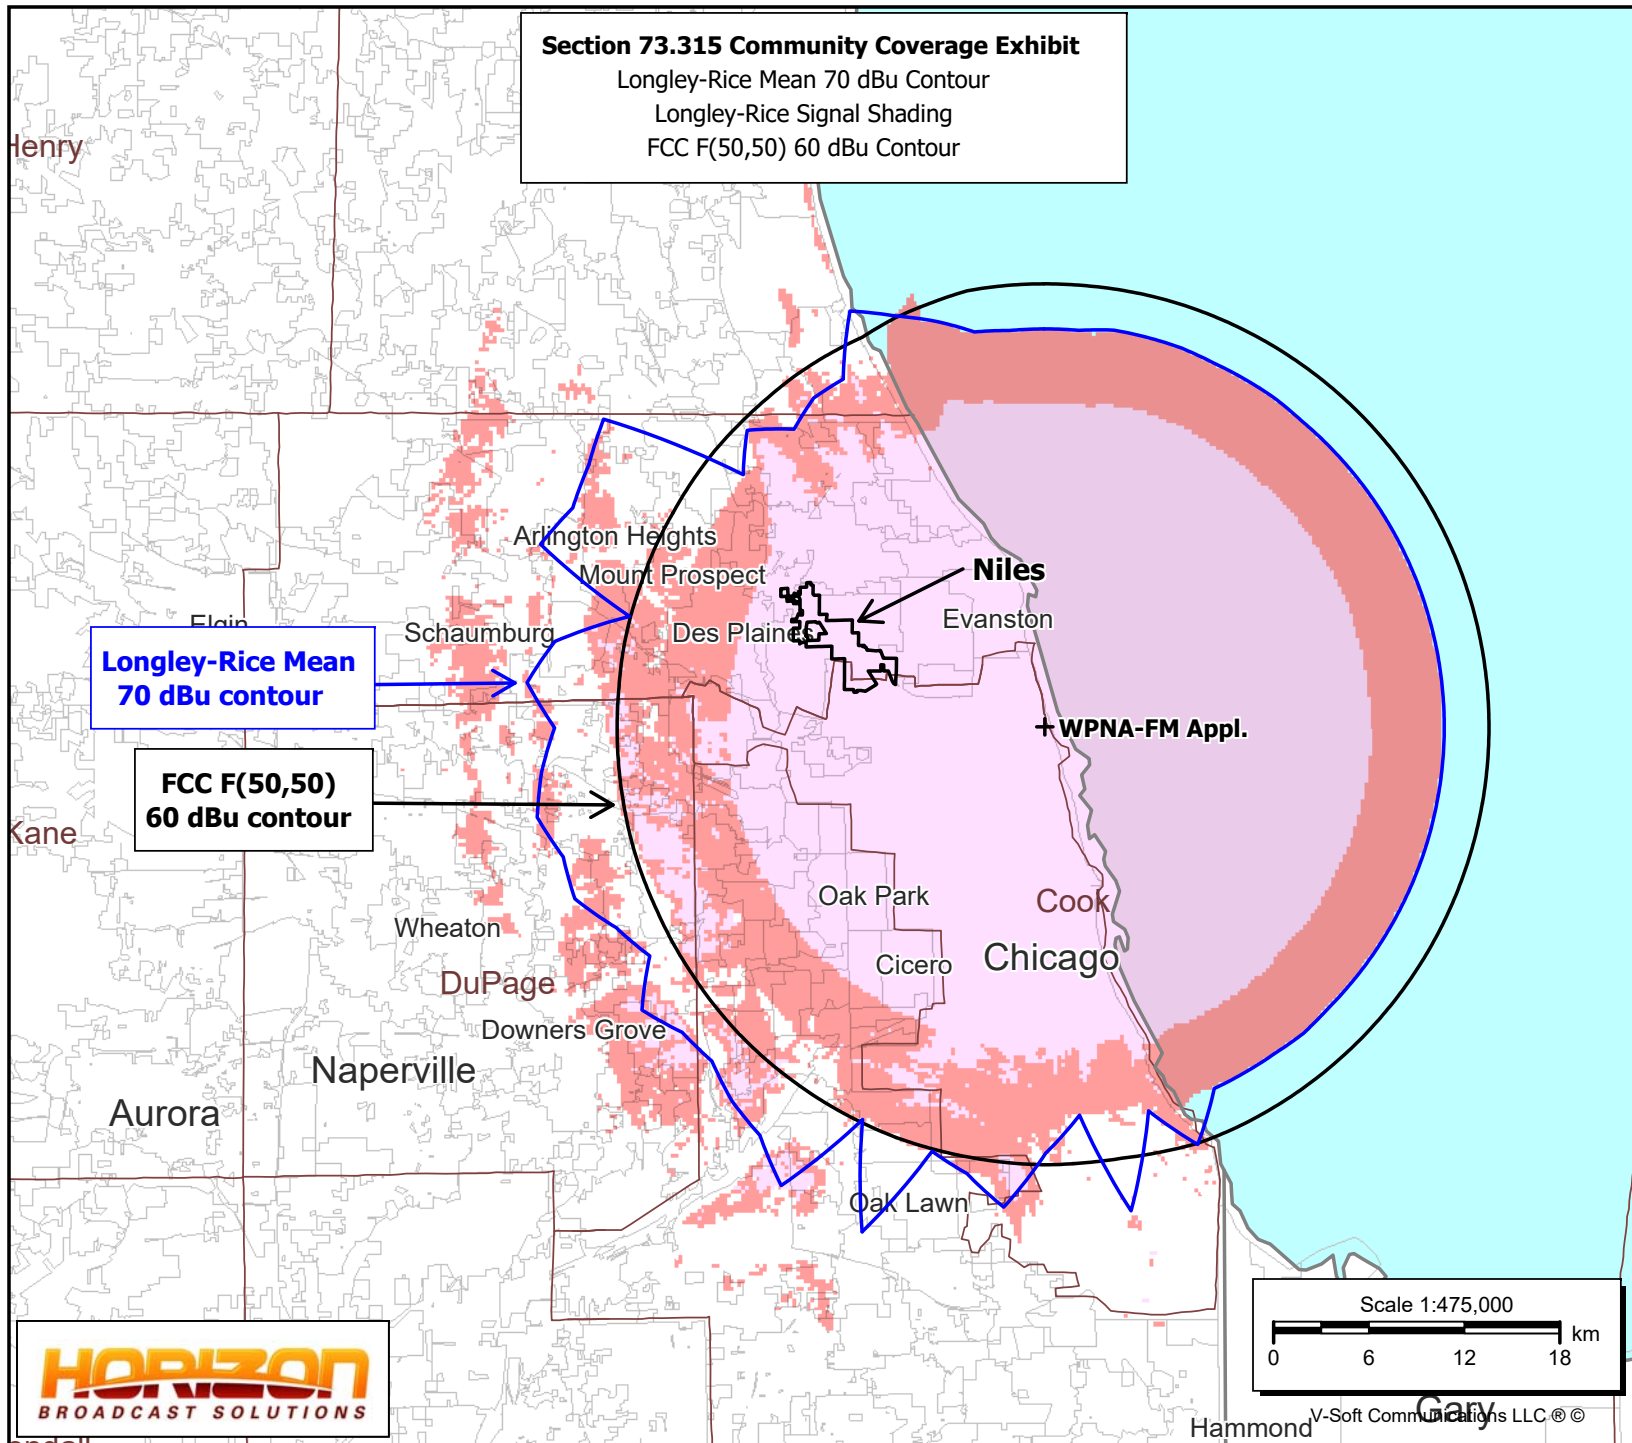 Section 73.315 Community Coverage Exhibit
Longley-Rice Mean 70 dBu Contour
Longley-Rice Signal Shading
FCC F(50,50) 60 dBu Contour
Henry
Arlington Heights
Mount Prospect
Niles
Elgin
Schaumburg
Des Plaines
Evanston
Longley-Rice Mean
70 dBu contour
WPNA-FM Appl.
FCC F(50,50)
60 dBu contour
Kane
Oak Park
Cook
Wheaton
Cicero
Chicago
DuPage
Downers Grove
Naperville
Aurora
Oak Lawn
Scale 1:475,000
km
0 6 12 18
HORIZON
BROADCAST SOLUTIONS
Gary
V-Soft Communications LLC ® ©
Hammond